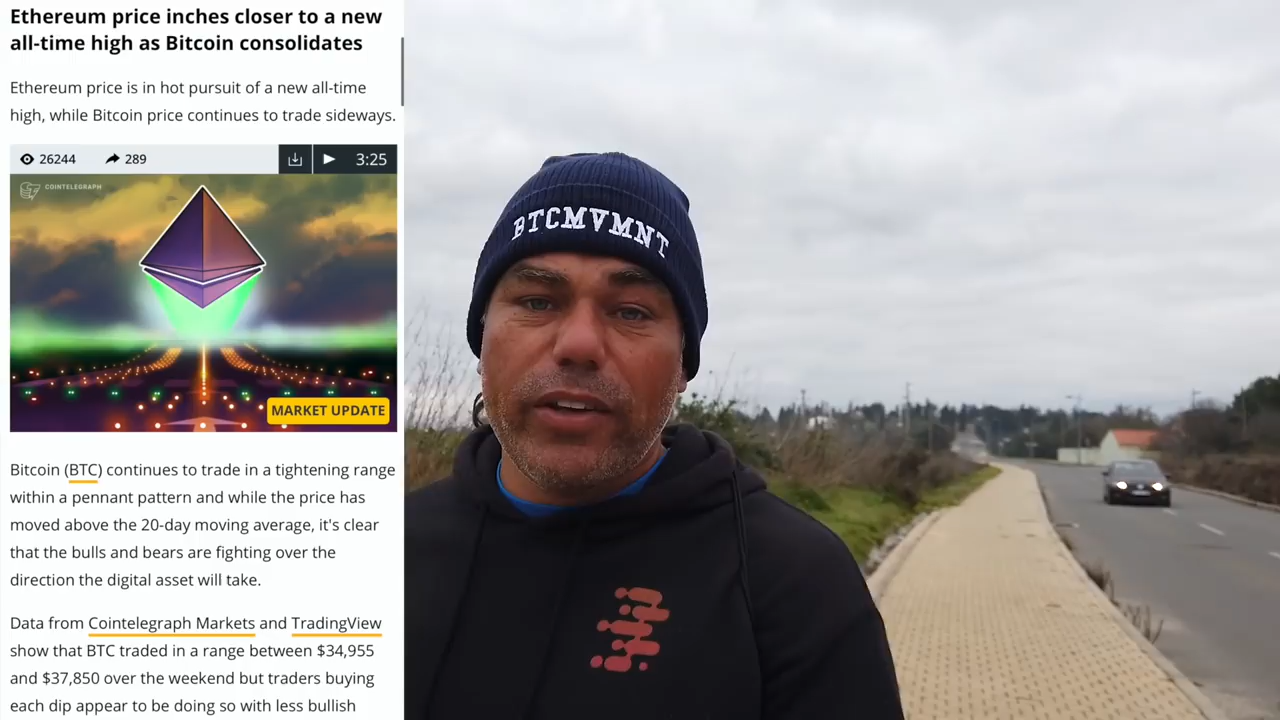 Ethereum price inches closer to a new
all-time high as Bitcoin consolidates
Ethereum price is in hot pursuit of a new all-time
high, while Bitcoin price continues to trade sideways.
26244 289 3:25
COINTELEGRAPH
MARKET UPDATE
Bitcoin (BTC) continues to trade in a tightening range
within a pennant pattern and while the price has
moved above the 20-day moving average, it's clear
that the bulls and bears are fighting over the
direction the digital asset will take.
Data from Cointelegraph Markets and TradingView
show that BTC traded in a range between $34,955
and $37,850 over the weekend but traders buying
each dip appear to be doing so with less bullish
BTCMVMNT